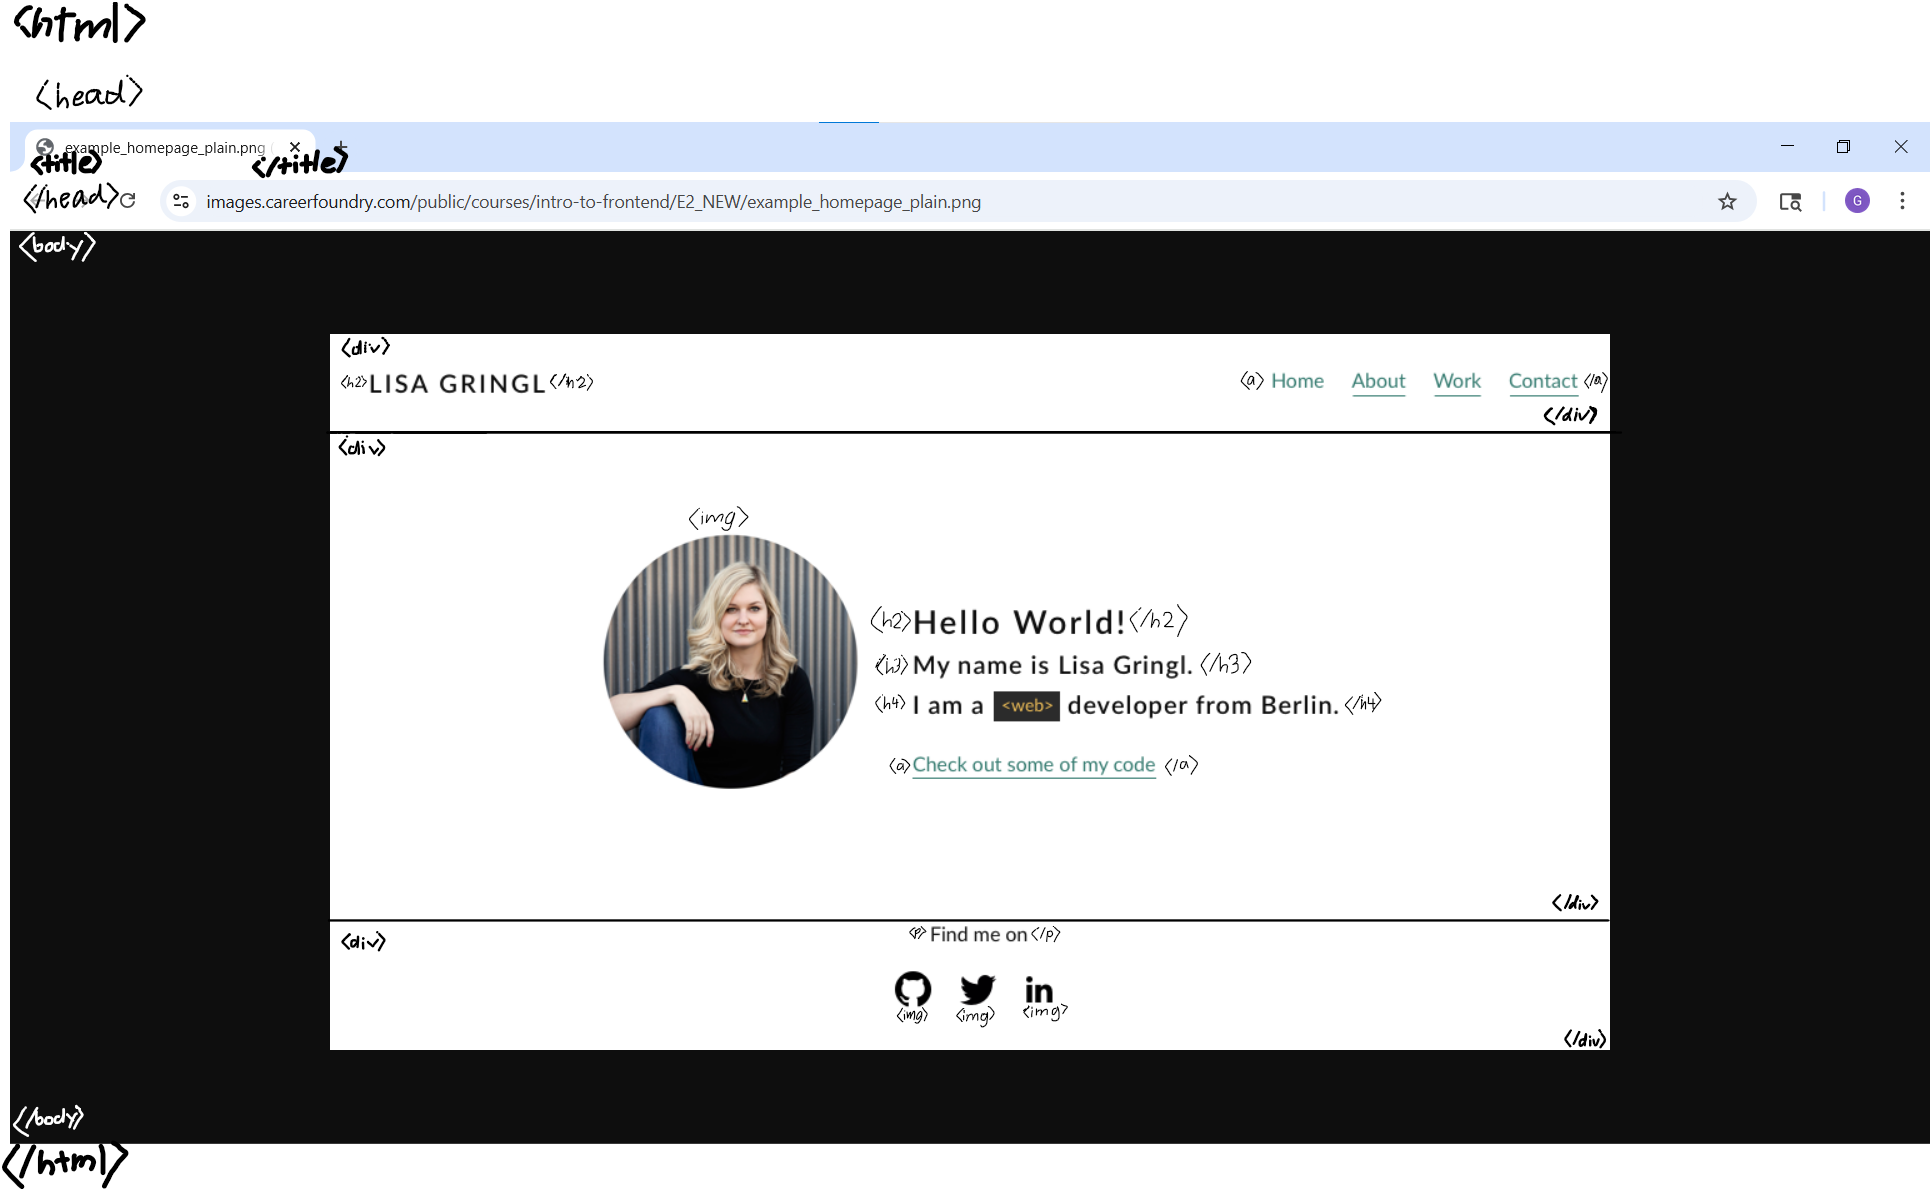 <html>
<head>
example_homepage_plain.png (
<title> </title>
</head>
images.careerfoundry.com/public/courses/intro-to-frontend/E2_NEW/example_homepage_plain.png
G
<body>
<div>
<h2>LISA GRINGL</h2>
<a> Home About Work Contact </a>
</div>
<div>
<img>
<h2>Hello World!</h2>
<h3>My name is Lisa Gringl.</h3>
<h4>I am a <web> developer from Berlin.</h4>
<a>Check out some of my code </a>
</div>
<div>
<p>Find me on</p>
in
<img> <img> <img>
</div>
</body>
</html>